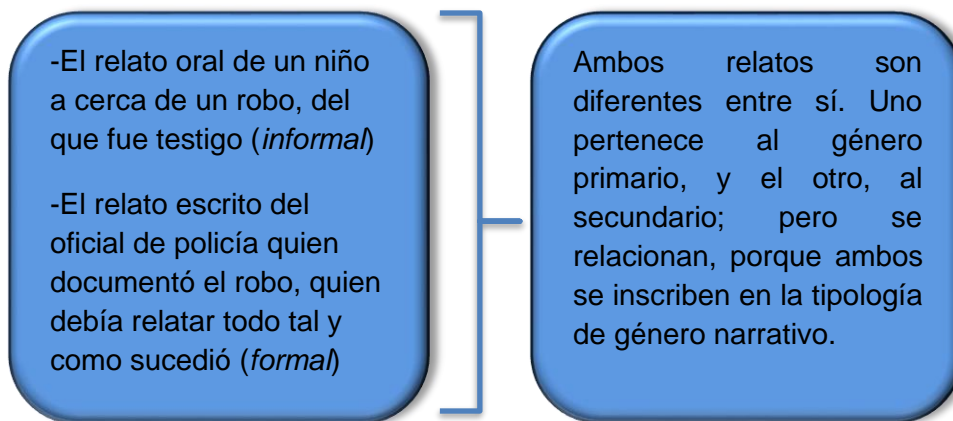 -El relato oral de un niño
a cerca de un robo, del
que fue testigo (informal)
-El relato escrito del
oficial de policía quien
documentó el robo, quien
debía relatar todo tal y
como sucedió (formal)
Ambos relatos son
diferentes entre sí. Uno
pertenece al género
primario, y el otro, al
secundario; pero se
relacionan, porque ambos
se inscriben en la tipología
de género narrativo.